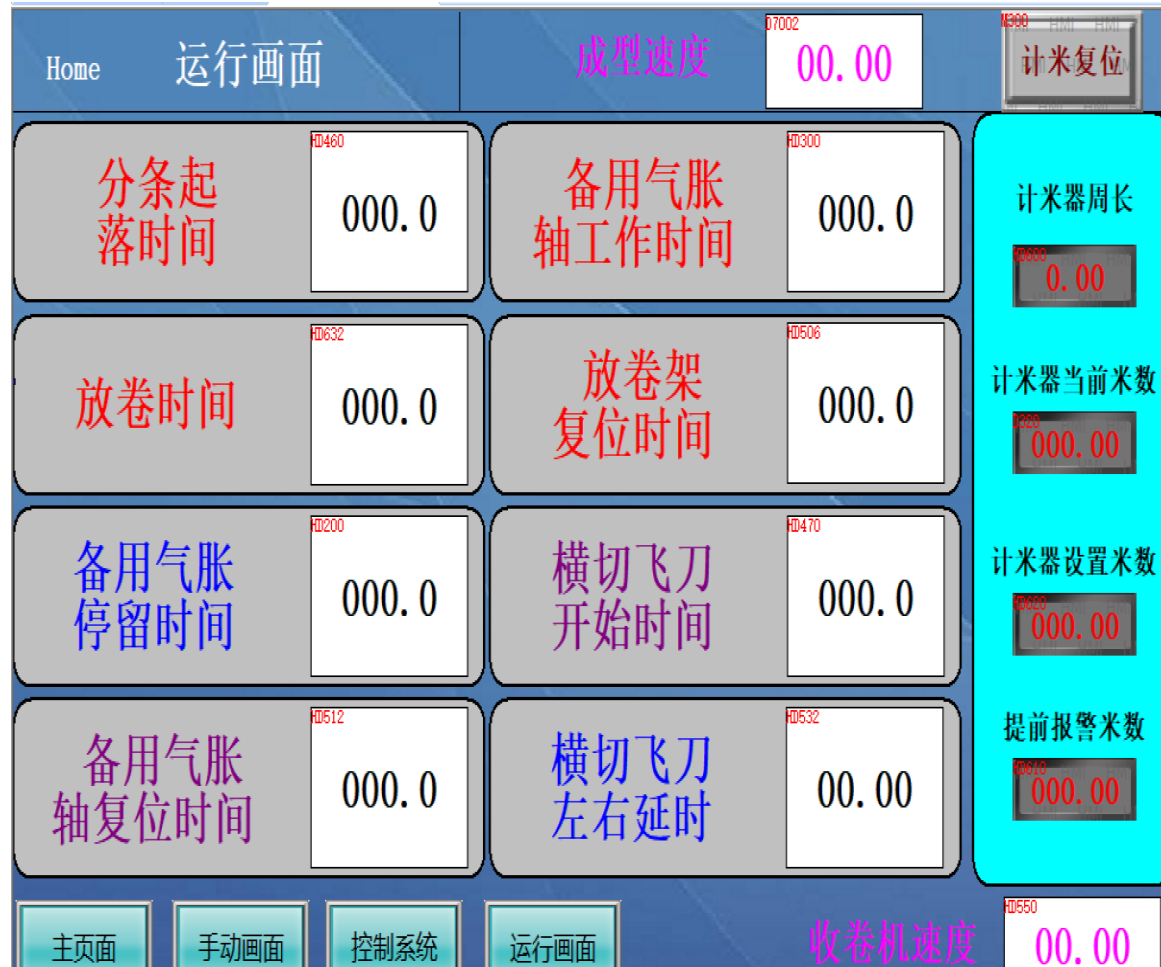 Home 运行画面 成型速度 D7002 00.00 M300 计米复位
分条起
落时间
HD460
000.0
备用气胀
轴工作时间
HD300
000.0
计米器周长
HD600
0.00
放卷时间
HD632
000.0
放卷架
复位时间
HD506
000.0
计米器当前米数
000.00
备用气胀
停留时间
HD200
000.0
横切飞刀
开始时间
HD470
000.0
计米器设置米数
HD620
000.00
备用气胀
轴复位时间
HD512
000.0
横切飞刀
左右延时
HD532
00.00
提前报警米数
HD610
000.00
主页面 手动画面 控制系统 运行画面 收卷机速度 HD550 00.00